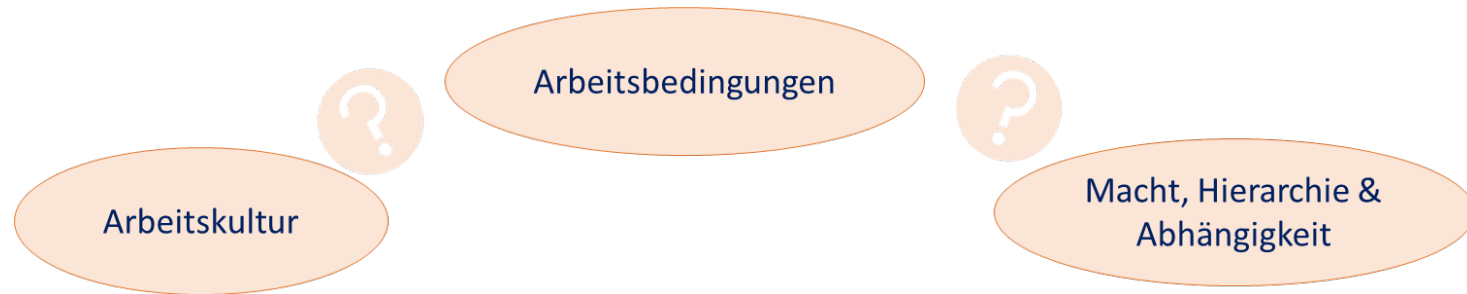 Arbeitsbedingungen
?
?
Arbeitskultur
Macht, Hierarchie &
Abhängigkeit